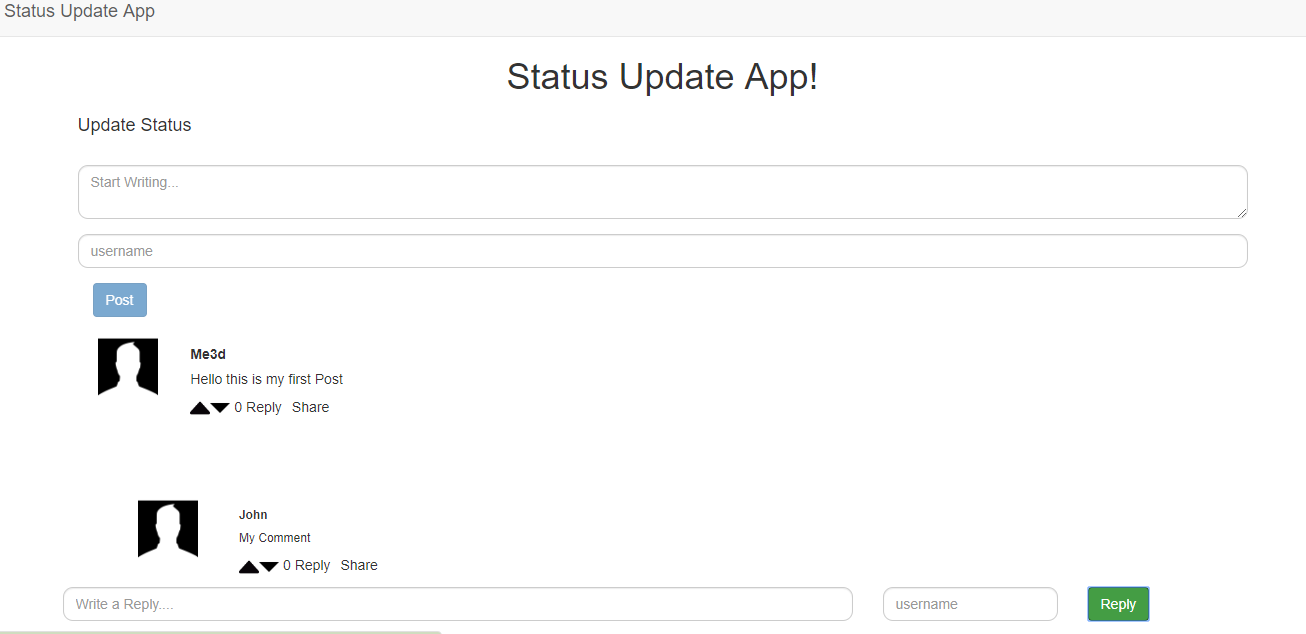 Status Update App
Status Update App!
Update Status
Start Writing...
username
Post
Me3d
Hello this is my first Post
0 Reply Share
John
My Comment
0 Reply Share
Write a Reply.... username Reply